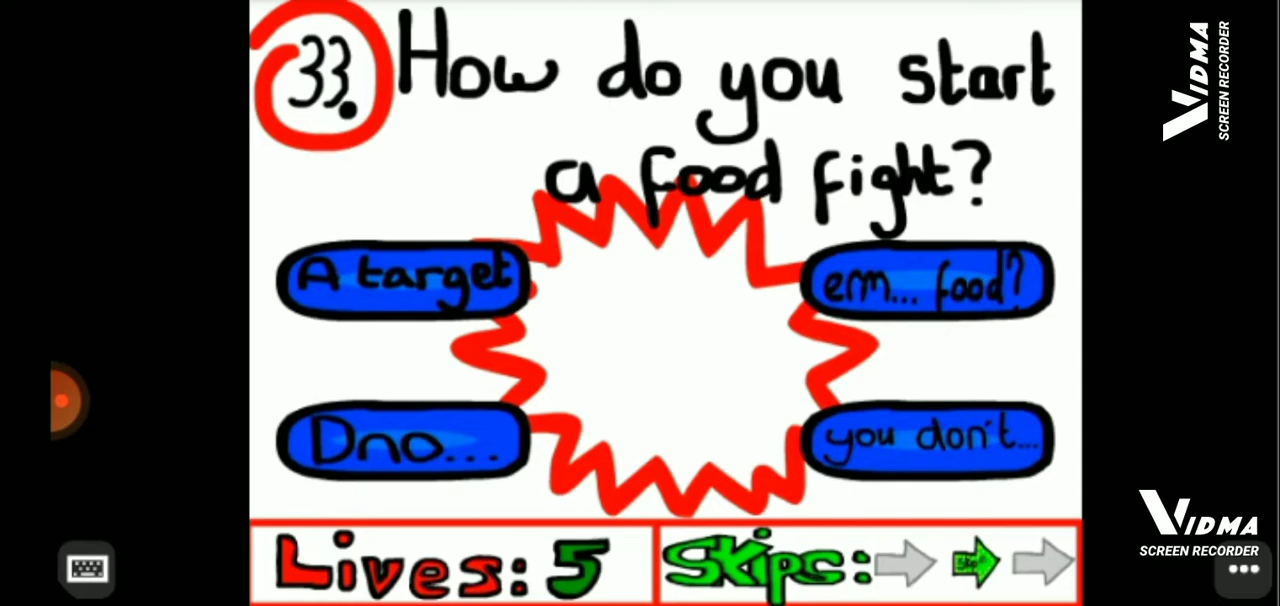 33. How do you start
a food fight?
A target
erm... food?
Dno...
you don't...
Lives: 5
Skips:
Skip
VIDMA
SCREEN RECORDER
VIDMA
SCREEN RECORDER